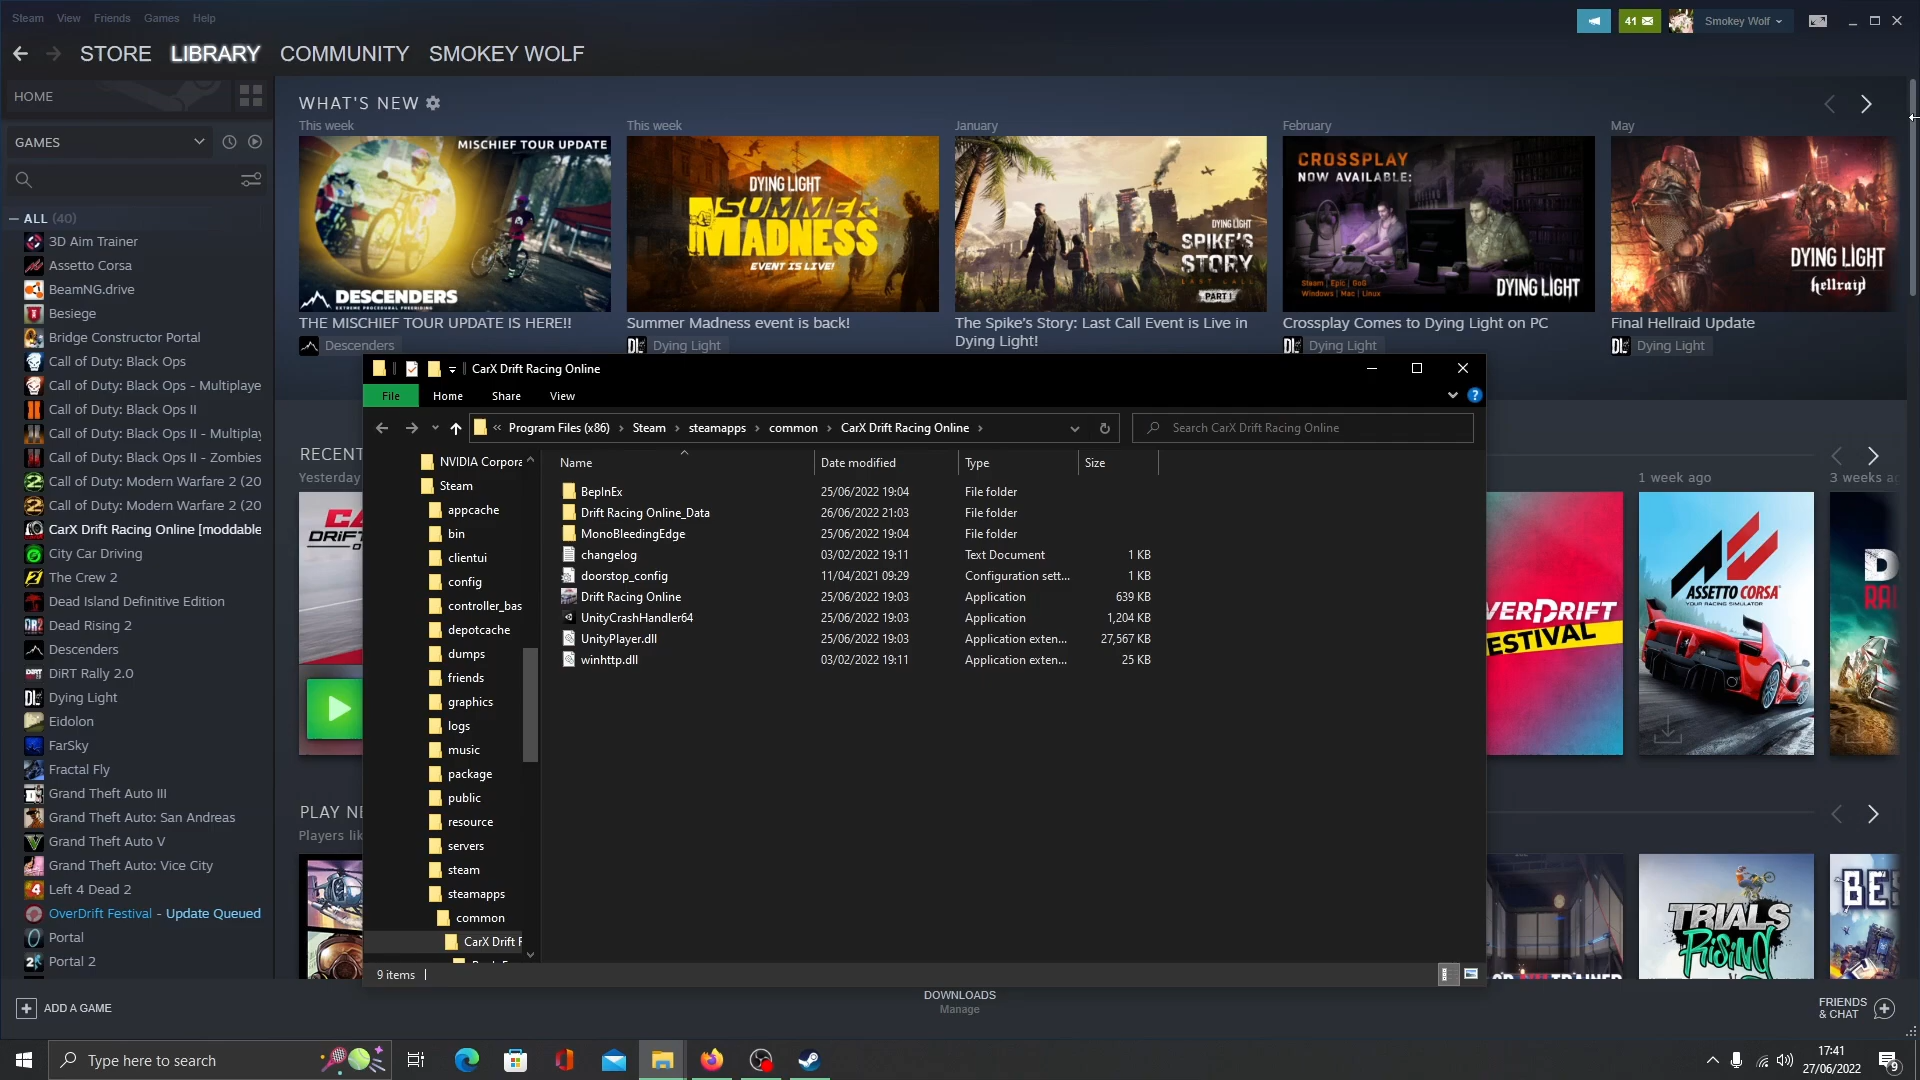 Steam View Friends Games Help
41 Smokey Wolf
STORE LIBRARY COMMUNITY SMOKEY WOLF
HOME
GAMES
ALL (40)
3D Aim Trainer
Assetto Corsa
BeamNG.drive
Besiege
Bridge Constructor Portal
Call of Duty: Black Ops
Call of Duty: Black Ops - Multiplaye
Call of Duty: Black Ops II
Call of Duty: Black Ops II - Multiplay
Call of Duty: Black Ops II - Zombies
Call of Duty: Modern Warfare 2 (20
Call of Duty: Modern Warfare 2 (20
CarX Drift Racing Online [moddable
City Car Driving
The Crew 2
Dead Island Definitive Edition
Dead Rising 2
Descenders
DiRT Rally 2.0
Dying Light
Eidolon
FarSky
Fractal Fly
Grand Theft Auto III
Grand Theft Auto: San Andreas
Grand Theft Auto V
Grand Theft Auto: Vice City
Left 4 Dead 2
OverDrift Festival - Update Queued
Portal
Portal 2
ADD A GAME
WHAT'S NEW
This week
MISCHIEF TOUR UPDATE
DESCENDERS
EXTREME PROCEDURAL FREERIDING
THE MISCHIEF TOUR UPDATE IS HERE!!
Descenders
This week
DYING LIGHT
SUMMER
MADNESS
EVENT IS LIVE!
Summer Madness event is back!
DL Dying Light
January
DYING LIGHT
SPIKE'S
STORY
LAST CALL
PART I
The Spike's Story: Last Call Event is Live in
Dying Light!
February
CROSSPLAY
NOW AVAILABLE:
Steam | Epic | GoG
Windows | Mac | Linux
DYING LIGHT
Crossplay Comes to Dying Light on PC
DL Dying Light
May
DYING LIGHT
hellraid
Final Hellraid Update
DL Dying Light
RECENT
Yesterday
1 week ago
3 weeks ag
CA
DRIFT
VERDRIFT
ESTIVAL
ASSETTO CORSA
YOUR RACING SIMULATOR
D
RAL
PLAY NE
Players lik
TRIALS
RISING
BE
CarX Drift Racing Online
File Home Share View
« Program Files (x86) › Steam › steamapps › common › CarX Drift Racing Online ›
Search CarX Drift Racing Online
NVIDIA Corpora
Steam
appcache
bin
clientui
config
controller_bas
depotcache
dumps
friends
graphics
logs
music
package
public
resource
servers
steam
steamapps
common
CarX Drift R
Name Date modified Type Size
BepInEx 25/06/2022 19:04 File folder
Drift Racing Online_Data 26/06/2022 21:03 File folder
MonoBleedingEdge 25/06/2022 19:04 File folder
changelog 03/02/2022 19:11 Text Document 1 KB
doorstop_config 11/04/2021 09:29 Configuration sett... 1 KB
Drift Racing Online 25/06/2022 19:03 Application 639 KB
UnityCrashHandler64 25/06/2022 19:03 Application 1,204 KB
UnityPlayer.dll 25/06/2022 19:03 Application exten... 27,567 KB
winhttp.dll 03/02/2022 19:11 Application exten... 25 KB
9 items
DOWNLOADS
Manage
FRIENDS
& CHAT
Type here to search
17:41
27/06/2022
9